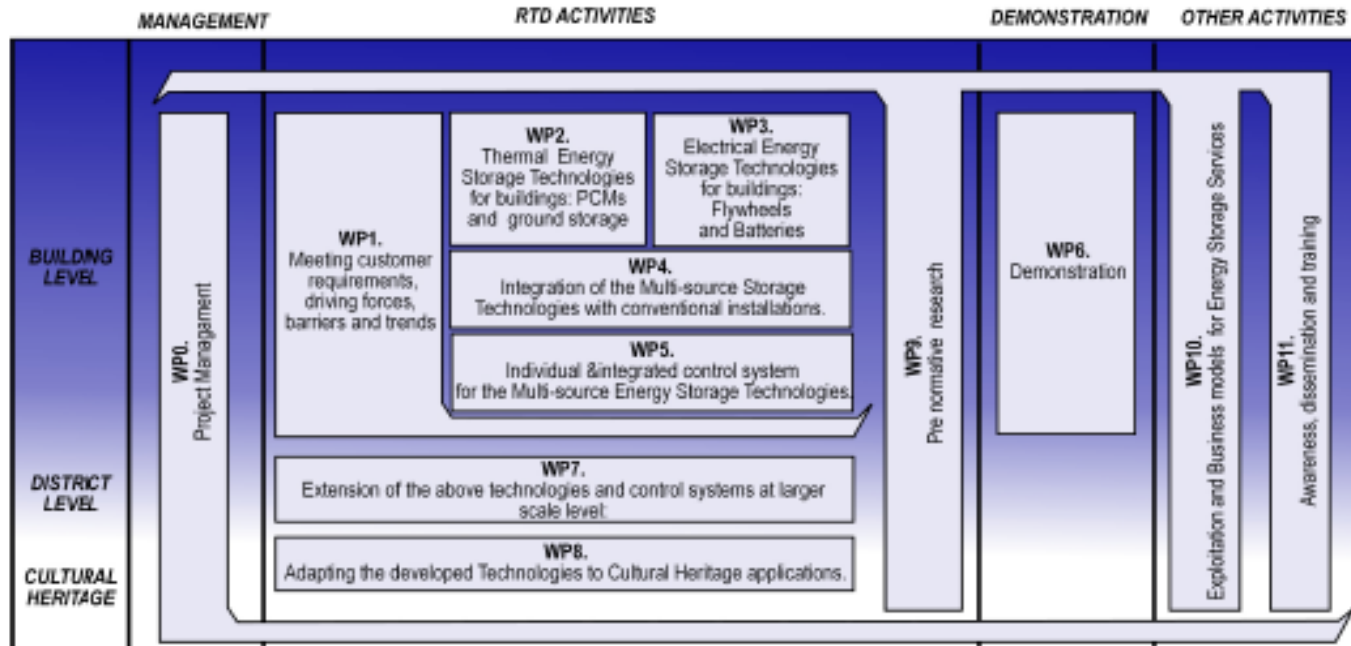 MANAGEMENT
RTD ACTIVITIES
DEMONSTRATION
OTHER ACTIVITIES
BUILDING
LEVEL
DISTRICT
LEVEL
CULTURAL
HERITAGE
WP0.
Project Managament
WP1.
Meeting customer
requirements,
driving forces,
barriers and trends
WP2.
Thermal Energy
Storage Technologies
for buildings: PCMs
and ground storage
WP3.
Electrical Energy
Storage Technologies
for buildings:
Flywheels
and Batteries
WP4.
Integration of the Multi-source Storage
Technologies with conventional installations.
WP5.
Individual &integrated control system
for the Multi-source Energy Storage Technologies.
WP7.
Extension of the above technologies and control systems at larger
scale level:
WP8.
Adapting the developed Technologies to Cultural Heritage applications.
WP9.
Pre normative research
WP6.
Demonstration
WP10.
Exploitation and Business models for Energy Storage Services
WP11.
Awareness, dissemination and training